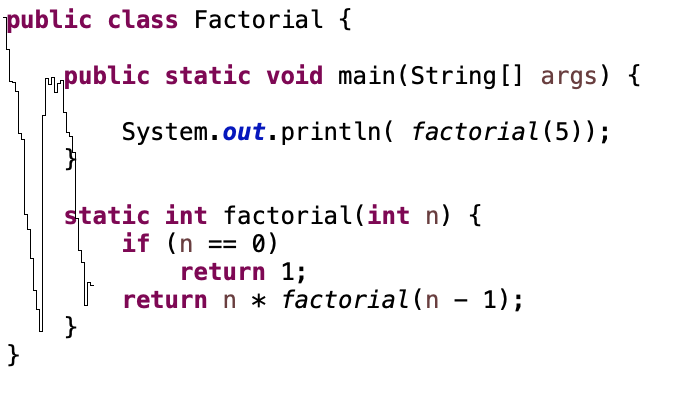 public class Factorial {
public static void main(String[] args) {
System.out.println( factorial(5));
}
static int factorial(int n) {
if (n == 0)
return 1;
return n * factorial(n - 1);
}
}